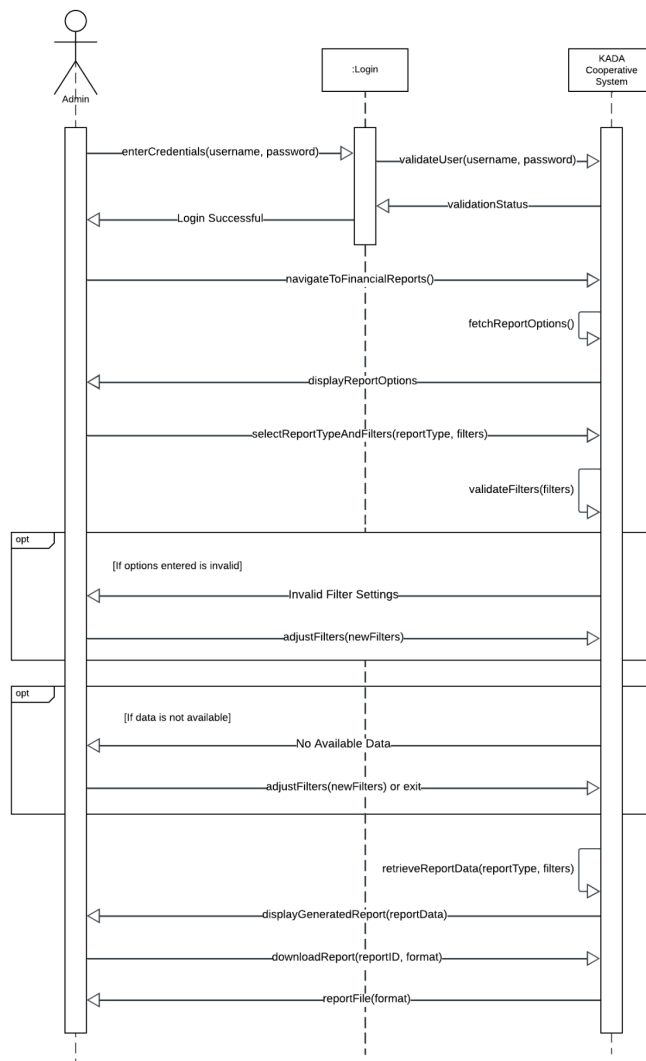 KADA
Cooperative
System
:Login
Admin
enterCredentials(username, password)
validateUser(username, password)
validationStatus
Login Successful
navigateToFinancialReports()
fetchReportOptions()
displayReportOptions
selectReportTypeAndFilters(reportType, filters)
validateFilters(filters)
opt
[If options entered is invalid]
Invalid Filter Settings
adjustFilters(newFilters)
opt
[If data is not available]
No Available Data
adjustFilters(newFilters) or exit
retrieveReportData(reportType, filters)
displayGeneratedReport(reportData)
downloadReport(reportID, format)
reportFile(format)